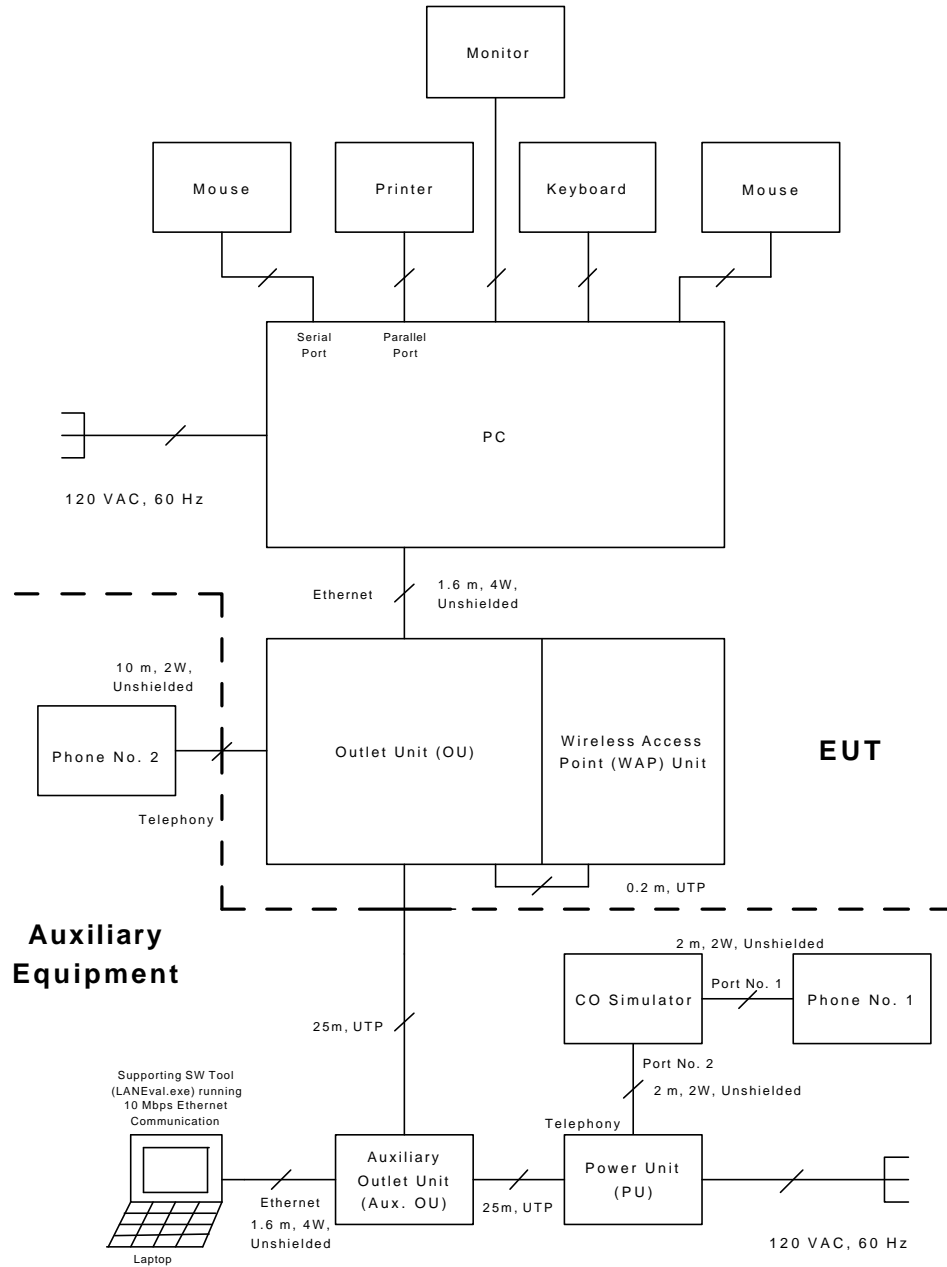 Monitor
Mouse
Printer
Keyboard
Mouse
Serial
Port
Parallel
Port
PC
120 VAC, 60 Hz
Ethernet
1.6 m, 4W,
Unshielded
10 m, 2W,
Unshielded
Phone No. 2
Telephony
Outlet Unit (OU)
Wireless Access
Point (WAP) Unit
EUT
0.2 m, UTP
Auxiliary
Equipment
2 m, 2W, Unshielded
Port No. 1
CO Simulator
Phone No. 1
25m, UTP
Port No. 2
2 m, 2W, Unshielded
Supporting SW Tool
(LANEval.exe) running
10 Mbps Ethernet
Communication
Telephony
Auxiliary
Outlet Unit
(Aux. OU)
Power Unit
(PU)
Ethernet
1.6 m, 4W,
Unshielded
25m, UTP
120 VAC, 60 Hz
Laptop